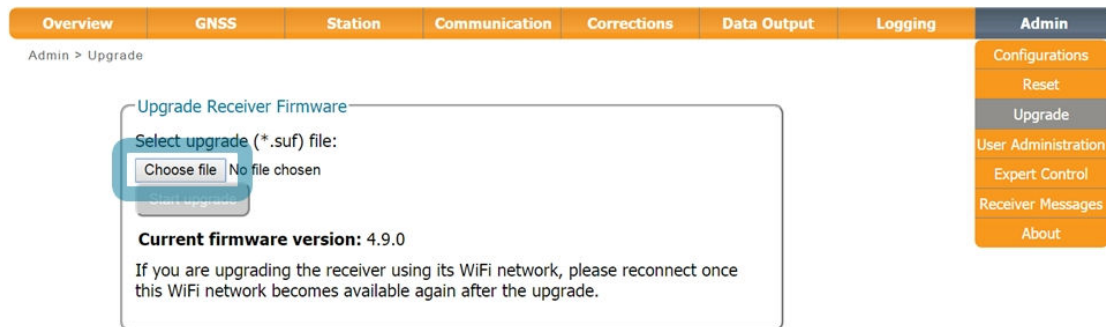 Overview GNSS Station Communication Corrections Data Output Logging Admin
Admin > Upgrade
Configurations
Reset
Upgrade
User Administration
Expert Control
Receiver Messages
About
Upgrade Receiver Firmware
Select upgrade (*.suf) file:
Choose file No file chosen
Start upgrade
Current firmware version: 4.9.0
If you are upgrading the receiver using its WiFi network, please reconnect once
this WiFi network becomes available again after the upgrade.